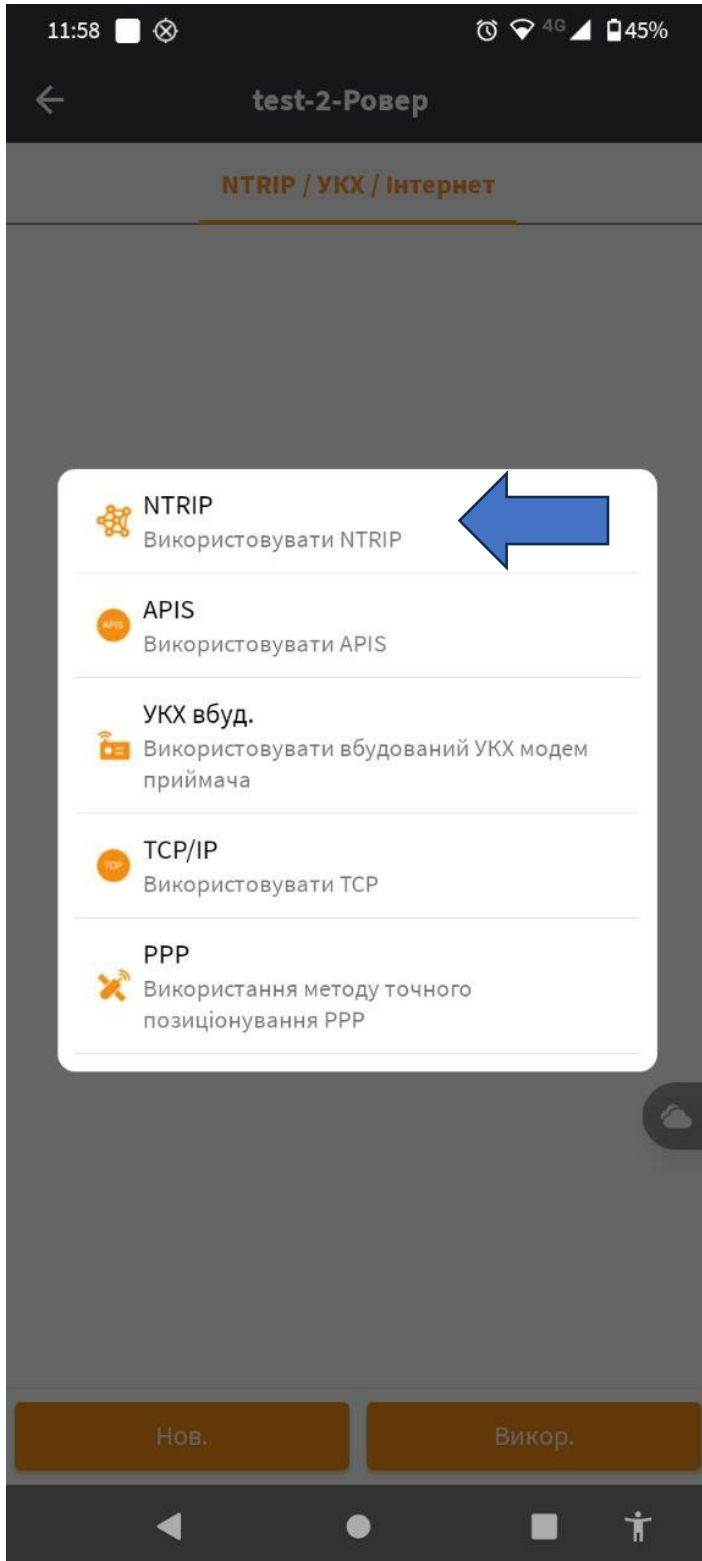 11:58
4G
45%
test-2-Ровер
NTRIP / УКХ / Інтернет
NTRIP
Використовувати NTRIP
APIS
APIS
Використовувати APIS
УКХ вбуд.
Використовувати вбудований УКХ модем
приймача
TCP
TCP/IP
Використовувати TCP
PPP
Використання методу точного
позиціонування PPP
Нов.
Викор.